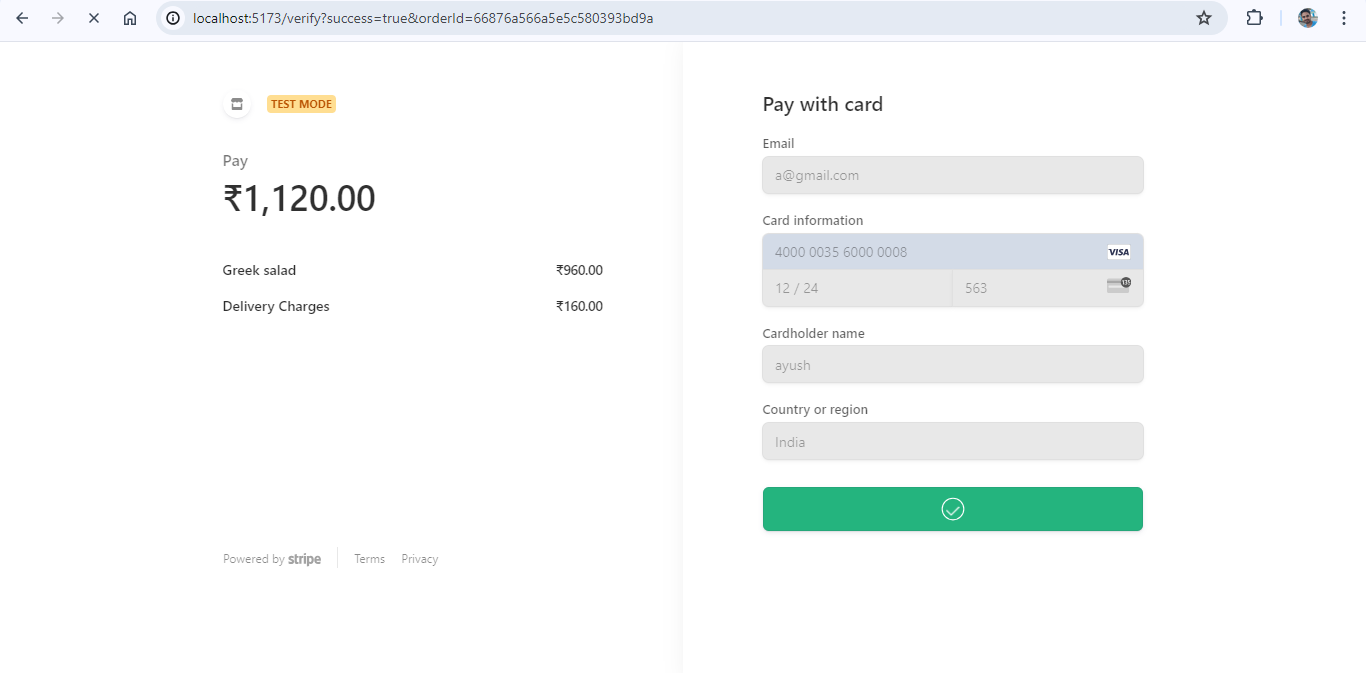 localhost:5173/verify?success=true&orderId=66876a566a5e5c580393bd9a
TEST MODE
Pay
₹1,120.00
Greek salad ₹960.00
Delivery Charges ₹160.00
Powered by stripe Terms Privacy
Pay with card
Email
a@gmail.com
Card information
4000 0035 6000 0008 VISA
12 / 24 563 135
Cardholder name
ayush
Country or region
India